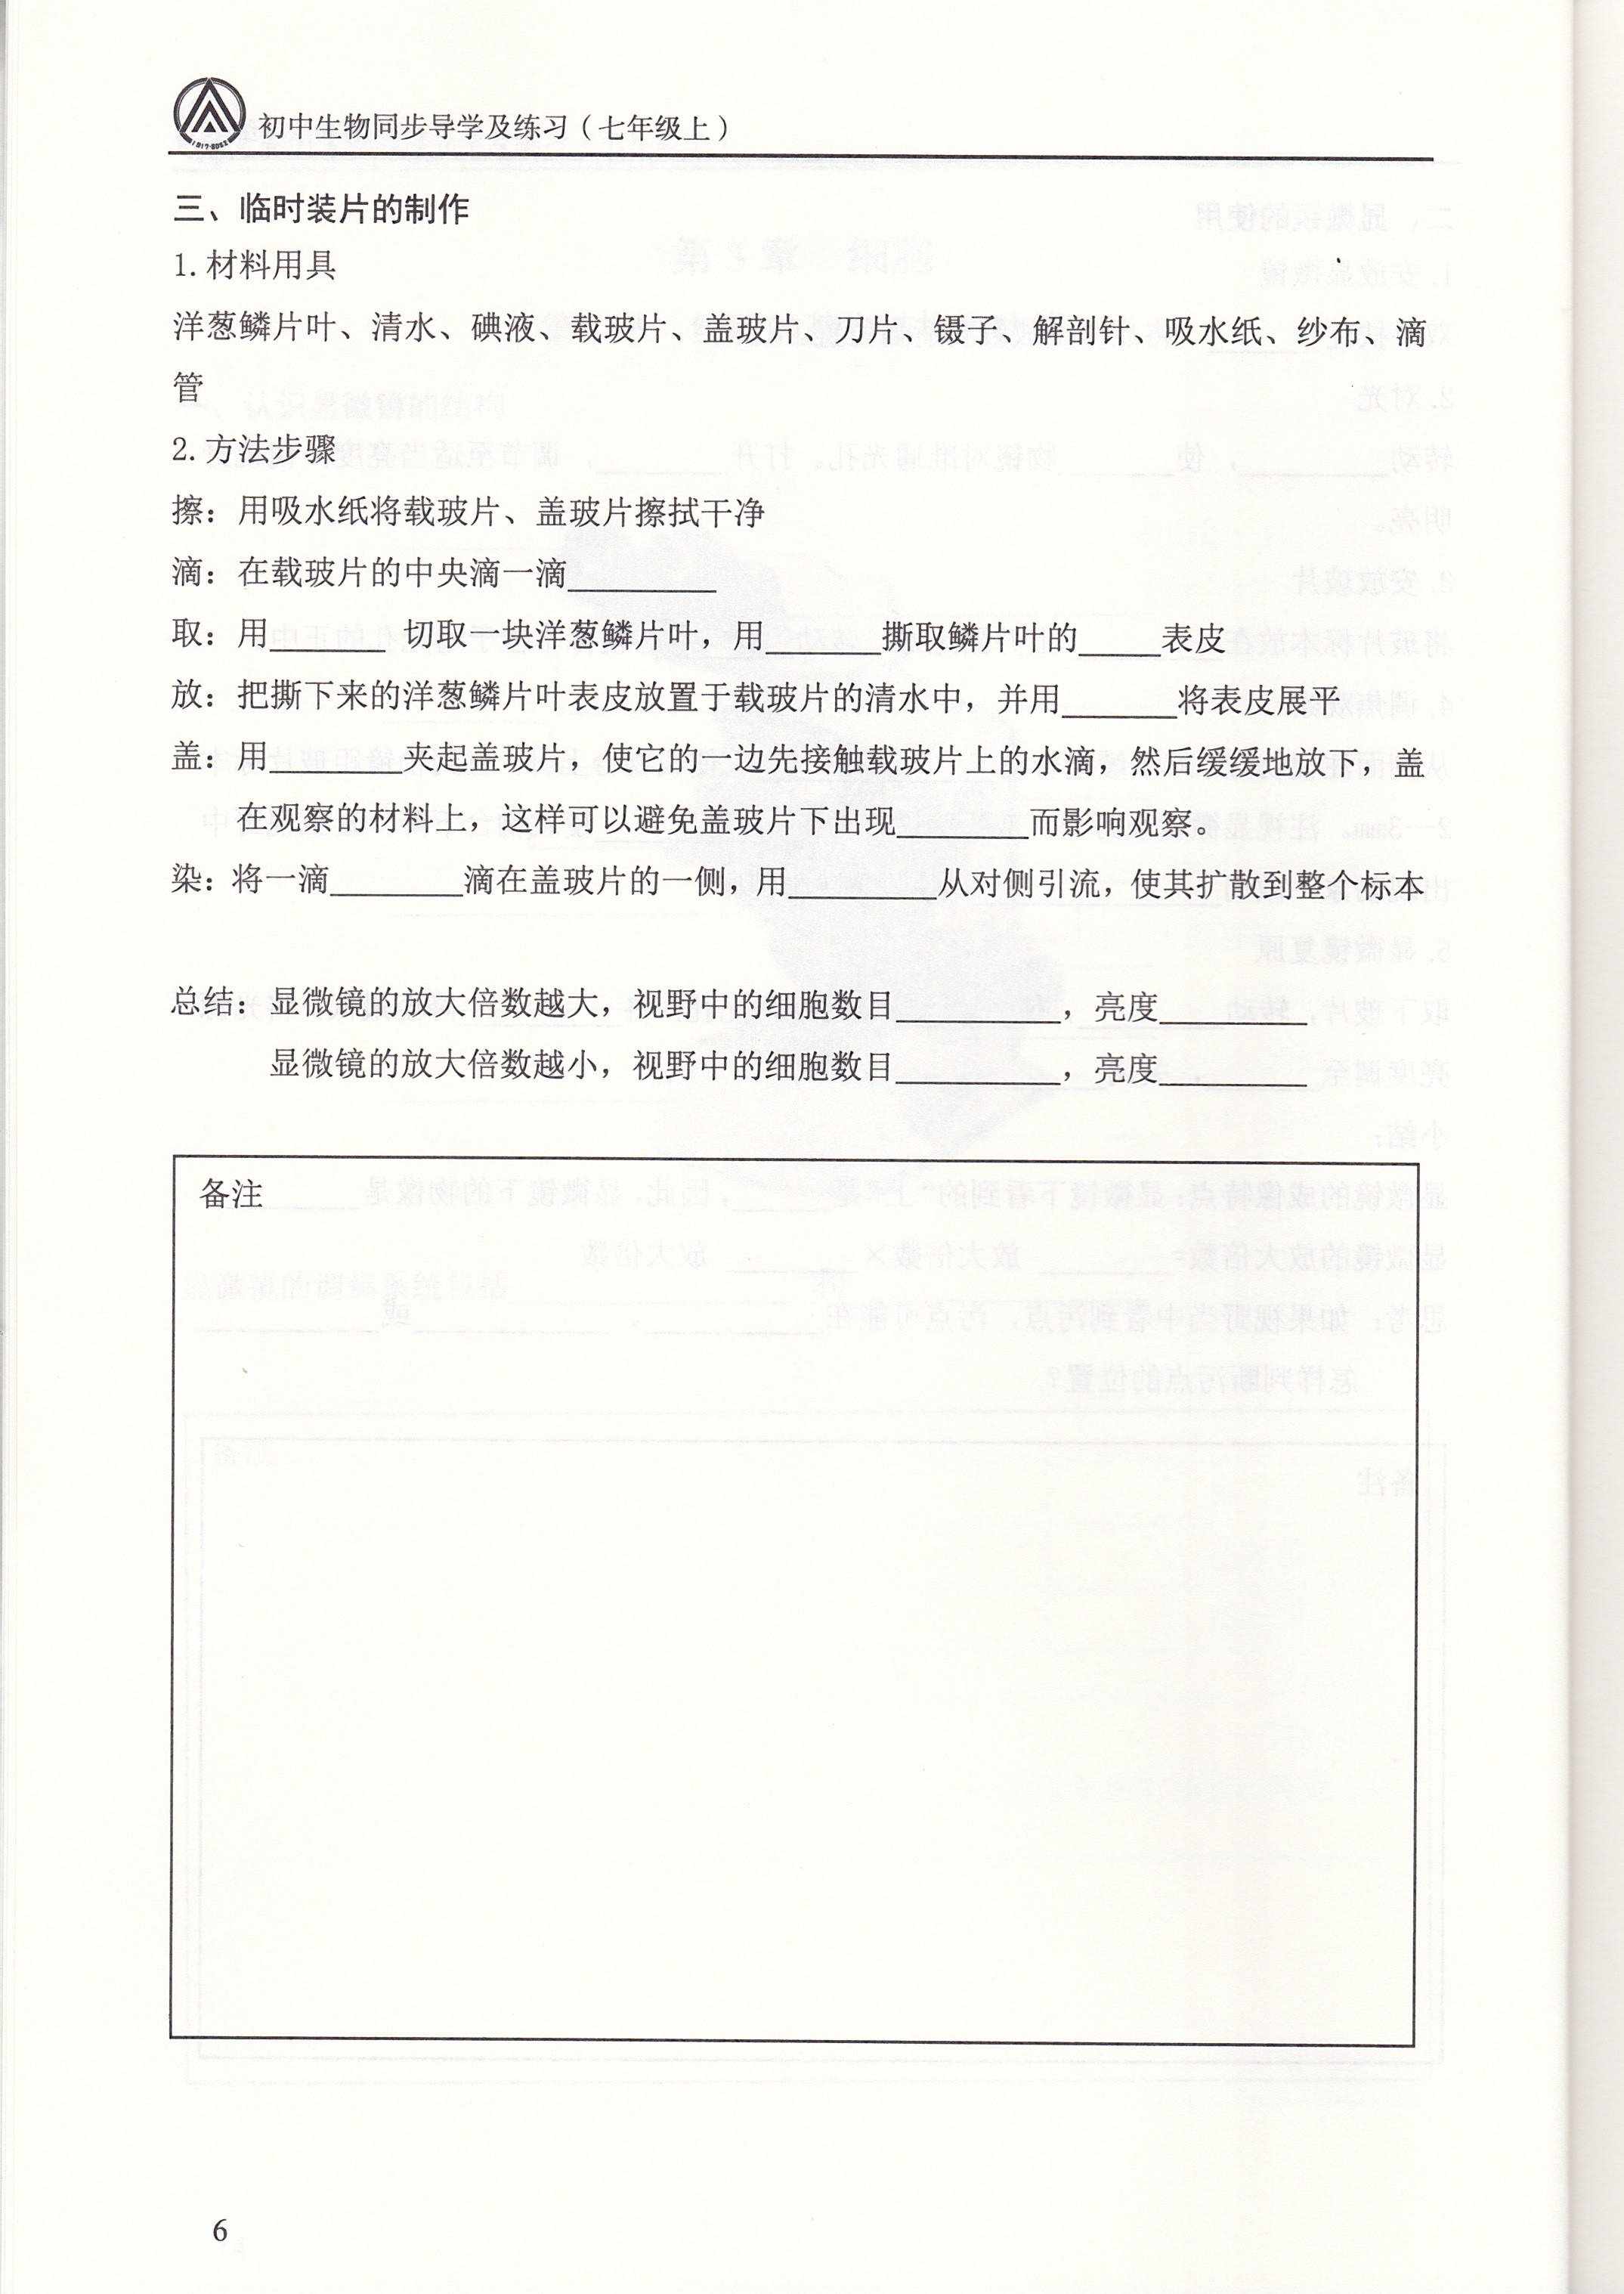 初中生物同步导学及练习（七年级上）
三、临时装片的制作
1.材料用具
洋葱鳞片叶、清水、碘液、载玻片、盖玻片、刀片、镊子、解剖针、吸水纸、纱布、滴
管
2.方法步骤
擦：用吸水纸将载玻片、盖玻片擦拭干净
滴：在载玻片的中央滴一滴_________
取：用_______ 切取一块洋葱鳞片叶，用_______撕取鳞片叶的_____表皮
放：把撕下来的洋葱鳞片叶表皮放置于载玻片的清水中，并用_______将表皮展平
盖：用________夹起盖玻片，使它的一边先接触载玻片上的水滴，然后缓缓地放下，盖
在观察的材料上，这样可以避免盖玻片下出现________而影响观察。
染：将一滴________滴在盖玻片的一侧，用_________从对侧引流，使其扩散到整个标本
总结：显微镜的放大倍数越大，视野中的细胞数目__________，亮度_________
显微镜的放大倍数越小，视野中的细胞数目__________，亮度_________
备注
6